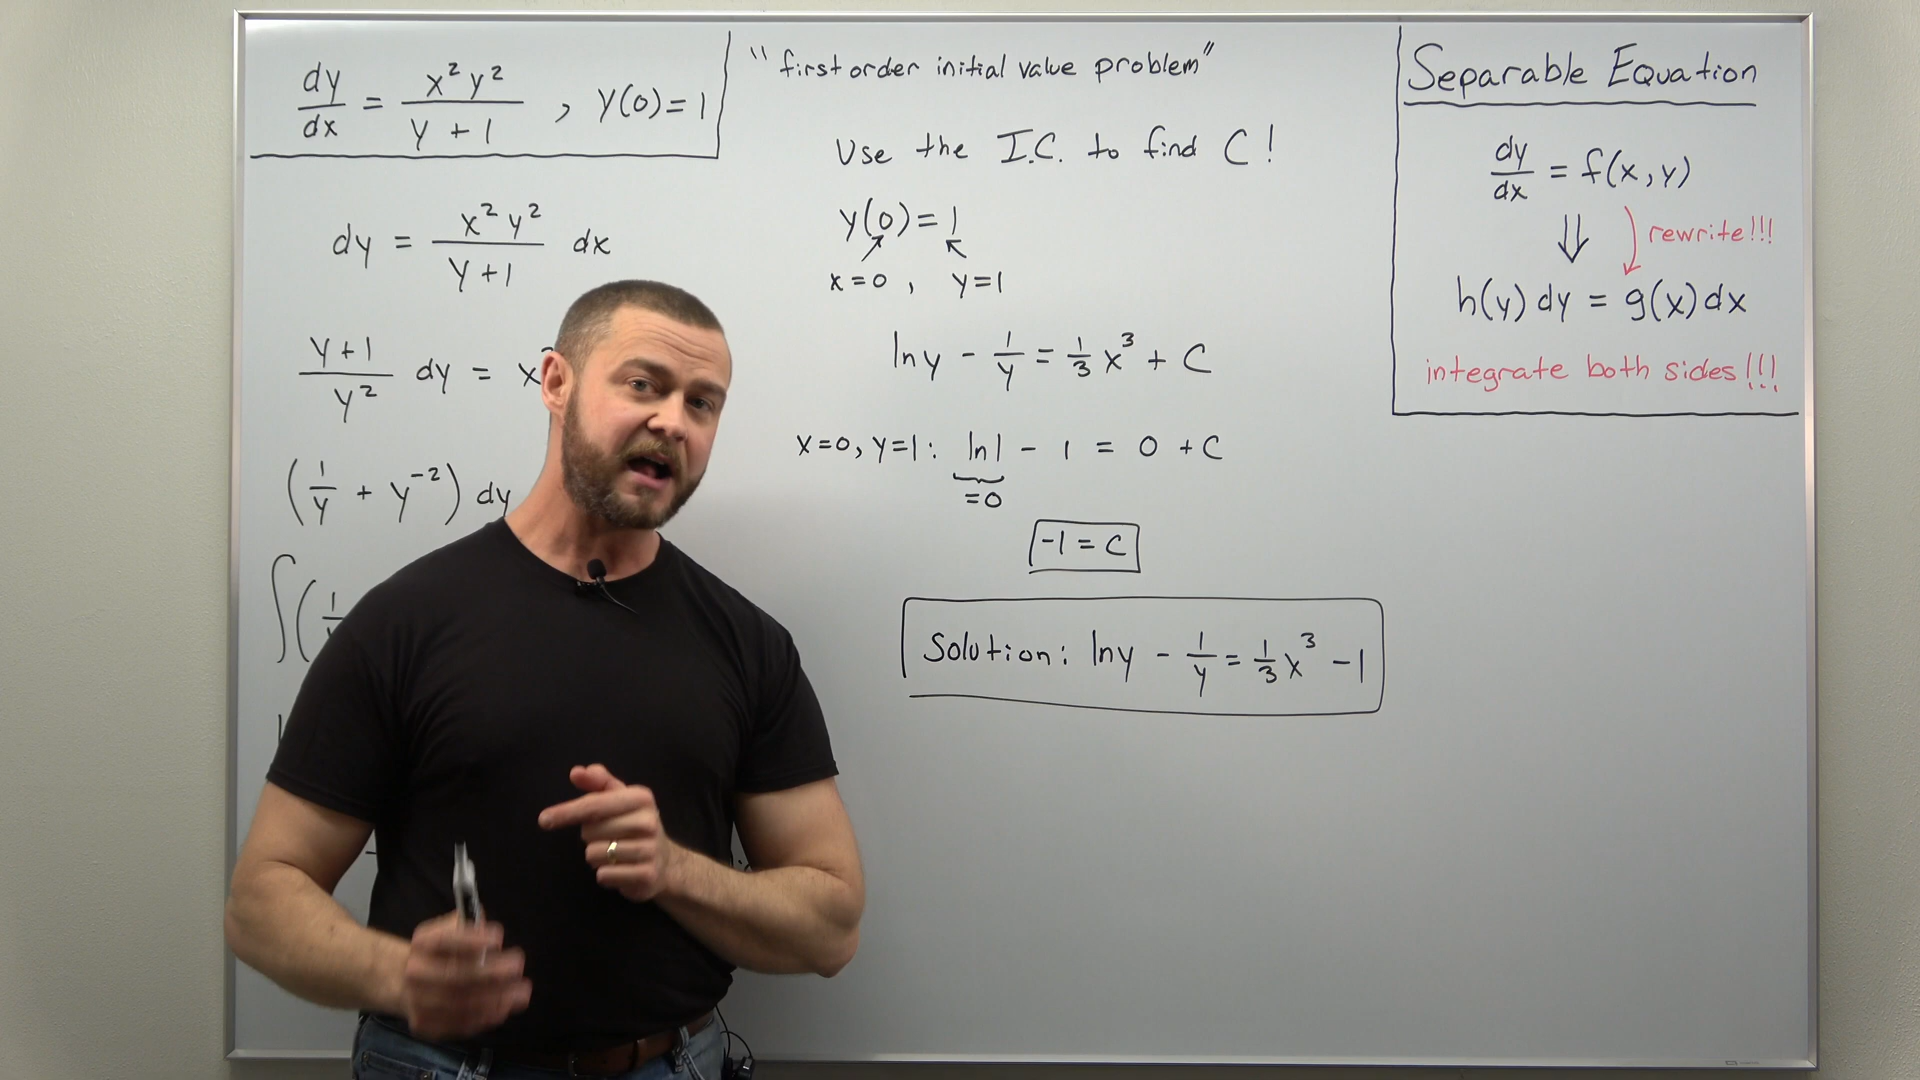 dy/dx = x² y² / y + 1 , y(0) = 1
dy = x² y² / y + 1 dx
y + 1 / y² dy = x
(1/y + y⁻²) dy
∫(1/
"first order initial value problem"
Use the I.C. to find C!
y(0) = 1
x = 0 , y = 1
ln y - 1/y = 1/3 x³ + C
x=0, y=1: ln 1 - 1 = 0 + C
= 0
-1 = C
Solution: ln y - 1/y = 1/3 x³ - 1
Separable Equation
dy/dx = f(x, y)
⇓ rewrite!!!
h(y) dy = g(x) dx
integrate both sides!!!